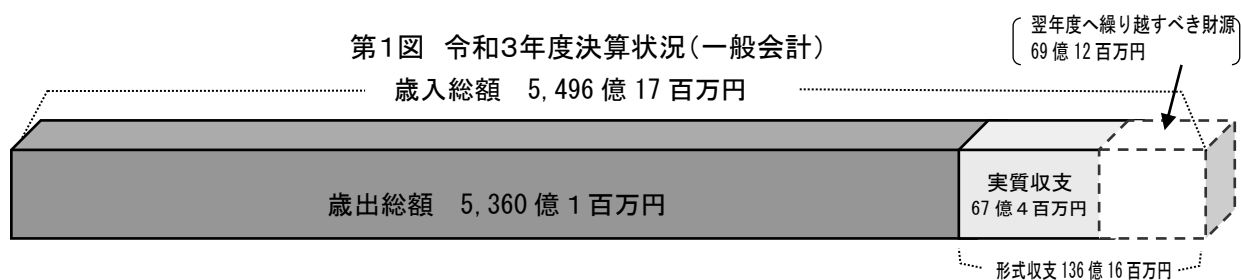 翌年度へ繰り越すべき財源
69億12百万円
第1図 令和3年度決算状況(一般会計)
歳入総額 5,496億17百万円
歳出総額 5,360億1百万円
実質収支
67億4百万円
形式収支136億16百万円